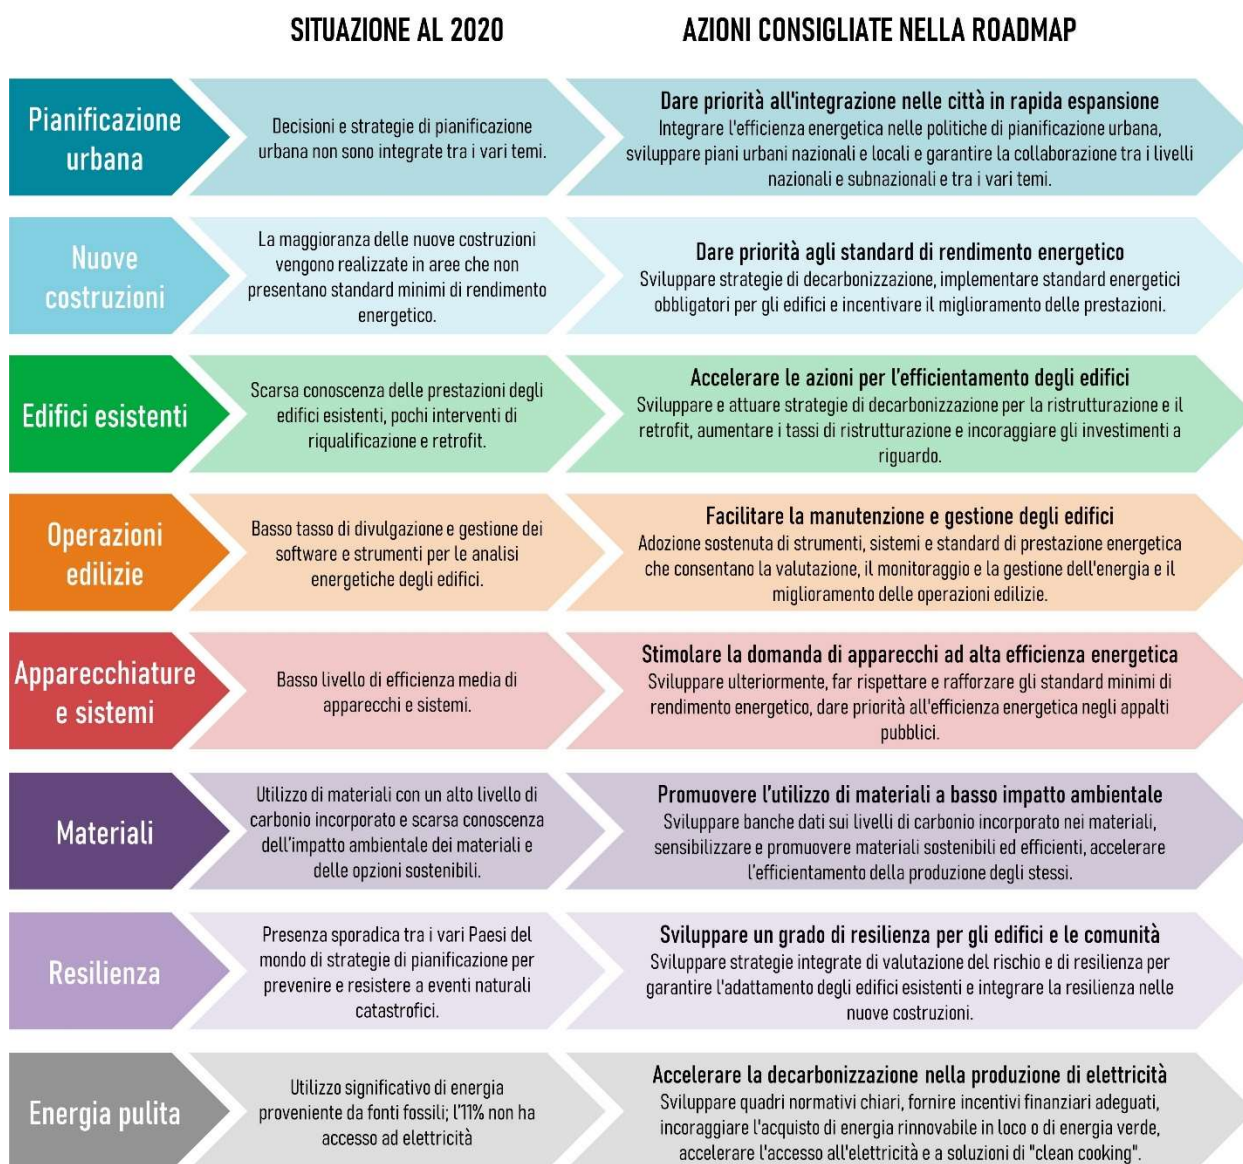 SITUAZIONE AL 2020
AZIONI CONSIGLIATE NELLA ROADMAP
Pianificazione
urbana
Decisioni e strategie di pianificazione
urbana non sono integrate tra i vari temi.
Dare priorità all'integrazione nelle città in rapida espansione
Integrare l'efficienza energetica nelle politiche di pianificazione urbana,
sviluppare piani urbani nazionali e locali e garantire la collaborazione tra i livelli
nazionali e subnazionali e tra i vari temi.
Nuove
costruzioni
La maggioranza delle nuove costruzioni
vengono realizzate in aree che non
presentano standard minimi di rendimento
energetico.
Dare priorità agli standard di rendimento energetico
Sviluppare strategie di decarbonizzazione, implementare standard energetici
obbligatori per gli edifici e incentivare il miglioramento delle prestazioni.
Edifici esistenti
Scarsa conoscenza delle prestazioni degli
edifici esistenti, pochi interventi di
riqualificazione e retrofit.
Accelerare le azioni per l’efficientamento degli edifici
Sviluppare e attuare strategie di decarbonizzazione per la ristrutturazione e il
retrofit, aumentare i tassi di ristrutturazione e incoraggiare gli investimenti a
riguardo.
Operazioni
edilizie
Basso tasso di divulgazione e gestione dei
software e strumenti per le analisi
energetiche degli edifici.
Facilitare la manutenzione e gestione degli edifici
Adozione sostenuta di strumenti, sistemi e standard di prestazione energetica
che consentano la valutazione, il monitoraggio e la gestione dell'energia e il
miglioramento delle operazioni edilizie.
Apparecchiature
e sistemi
Basso livello di efficienza media di
apparecchi e sistemi.
Stimolare la domanda di apparecchi ad alta efficienza energetica
Sviluppare ulteriormente, far rispettare e rafforzare gli standard minimi di
rendimento energetico, dare priorità all'efficienza energetica negli appalti
pubblici.
Materiali
Utilizzo di materiali con un alto livello di
carbonio incorporato e scarsa conoscenza
dell’impatto ambientale dei materiali e
delle opzioni sostenibili.
Promuovere l’utilizzo di materiali a basso impatto ambientale
Sviluppare banche dati sui livelli di carbonio incorporato nei materiali,
sensibilizzare e promuovere materiali sostenibili ed efficienti, accelerare
l’efficientamento della produzione degli stessi.
Resilienza
Presenza sporadica tra i vari Paesi del
mondo di strategie di pianificazione per
prevenire e resistere a eventi naturali
catastrofici.
Sviluppare un grado di resilienza per gli edifici e le comunità
Sviluppare strategie integrate di valutazione del rischio e di resilienza per
garantire l'adattamento degli edifici esistenti e integrare la resilienza nelle
nuove costruzioni.
Energia pulita
Utilizzo significativo di energia
proveniente da fonti fossili; l’11% non ha
accesso ad elettricità
Accelerare la decarbonizzazione nella produzione di elettricità
Sviluppare quadri normativi chiari, fornire incentivi finanziari adeguati,
incoraggiare l'acquisto di energia rinnovabile in loco o di energia verde,
accelerare l'accesso all'elettricità e a soluzioni di "clean cooking".